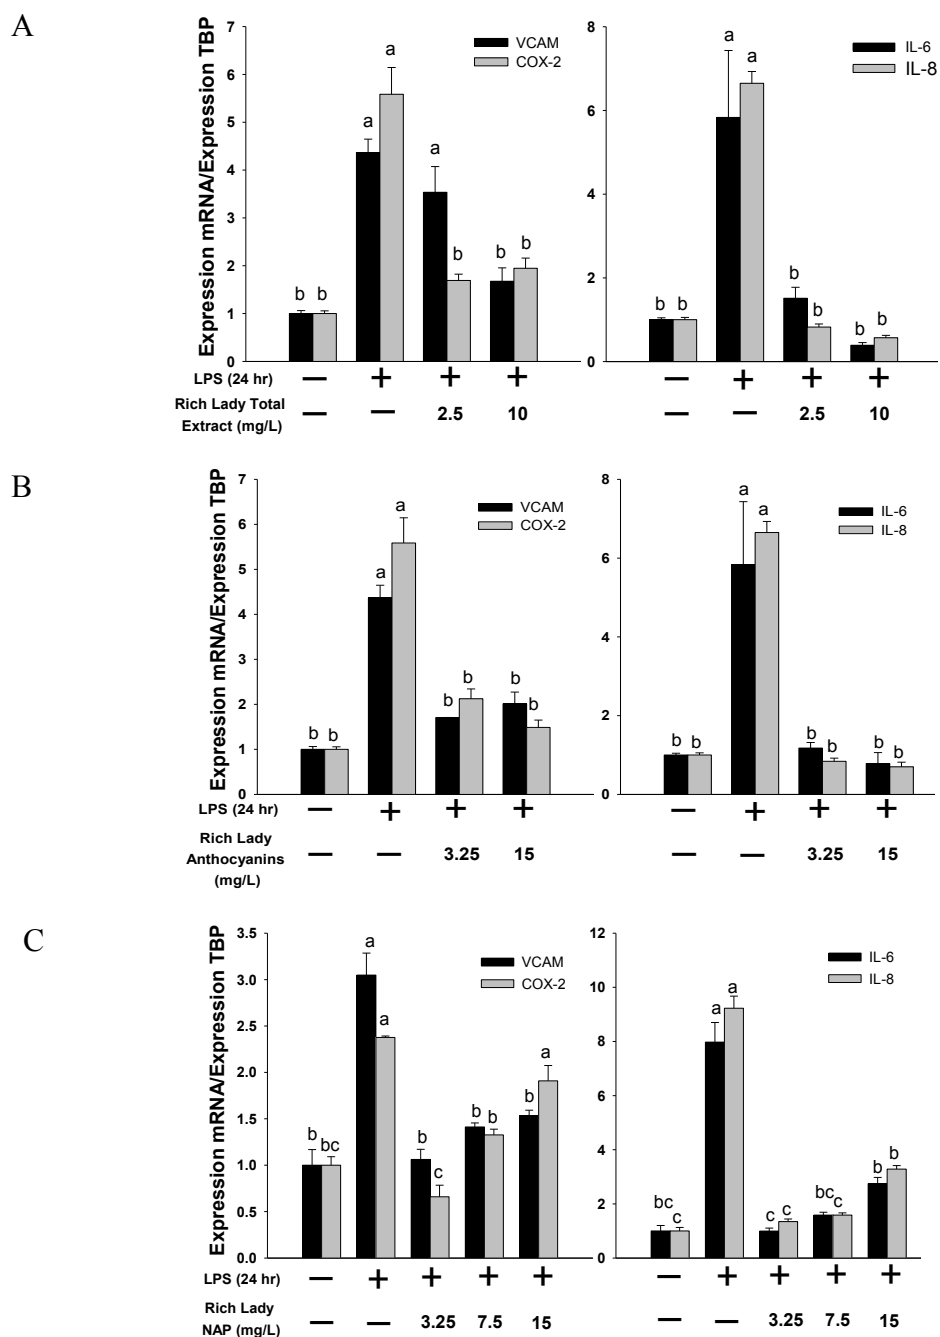 A
Expression mRNA/Expression TBP
7
6
5
4
3
2
1
0
VCAM
COX-2
b b
a a
a b
b b
8
6
4
2
0
IL-6
IL-8
b b
a a
b b
b b
LPS (24 hr) — + + + — + + +
Rich Lady Total
Extract (mg/L) — — 2.5 10 — — 2.5 10
B
Expression mRNA/Expression TBP
7
6
5
4
3
2
1
0
VCAM
COX-2
b b
a a
b b
b b
8
6
4
2
0
IL-6
IL-8
b b
a a
b b
b b
LPS (24 hr) — + + + — + + +
Rich Lady
Anthocyanins
(mg/L) — — 3.25 15 — — 3.25 15
C
Expression mRNA/Expression TBP
3.5
3.0
2.5
2.0
1.5
1.0
0.5
0.0
VCAM
COX-2
b bc
a a
b c
b b
b a
12
10
8
6
4
2
0
IL-6
IL-8
bc c
a a
c c
bc c
b b
LPS (24 hr) — + + + + — + + + +
Rich Lady
NAP (mg/L) — — 3.25 7.5 15 — — 3.25 7.5 15